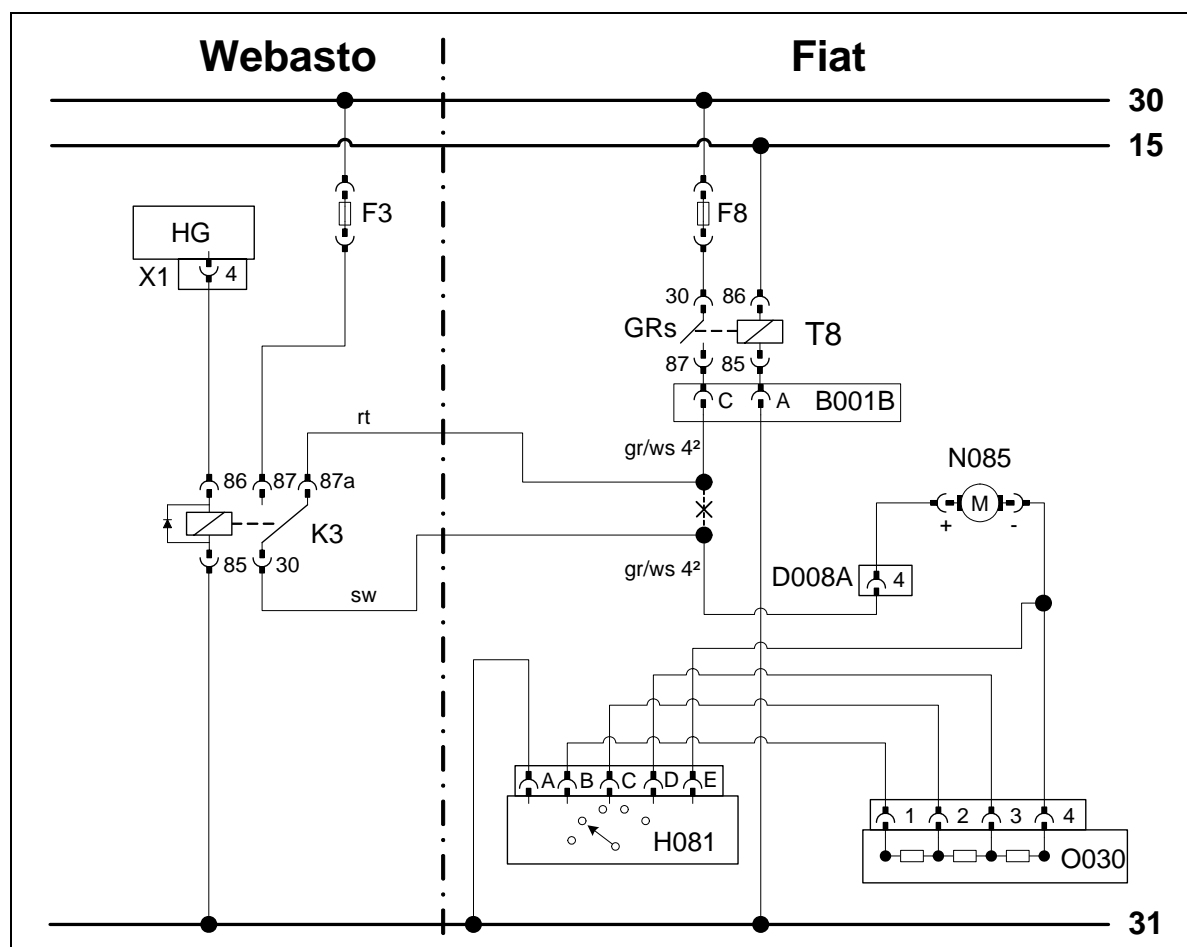 Webasto Fiat
30
15
F3 F8
HG
X1 4
30 86
GRs T8
87 85
C A B001B
rt
gr/ws 4²
N085
86 87 87a
M
+ -
K3
85 30
gr/ws 4²
D008A 4
sw
A B C D E
1 2 3 4
H081
O030
31